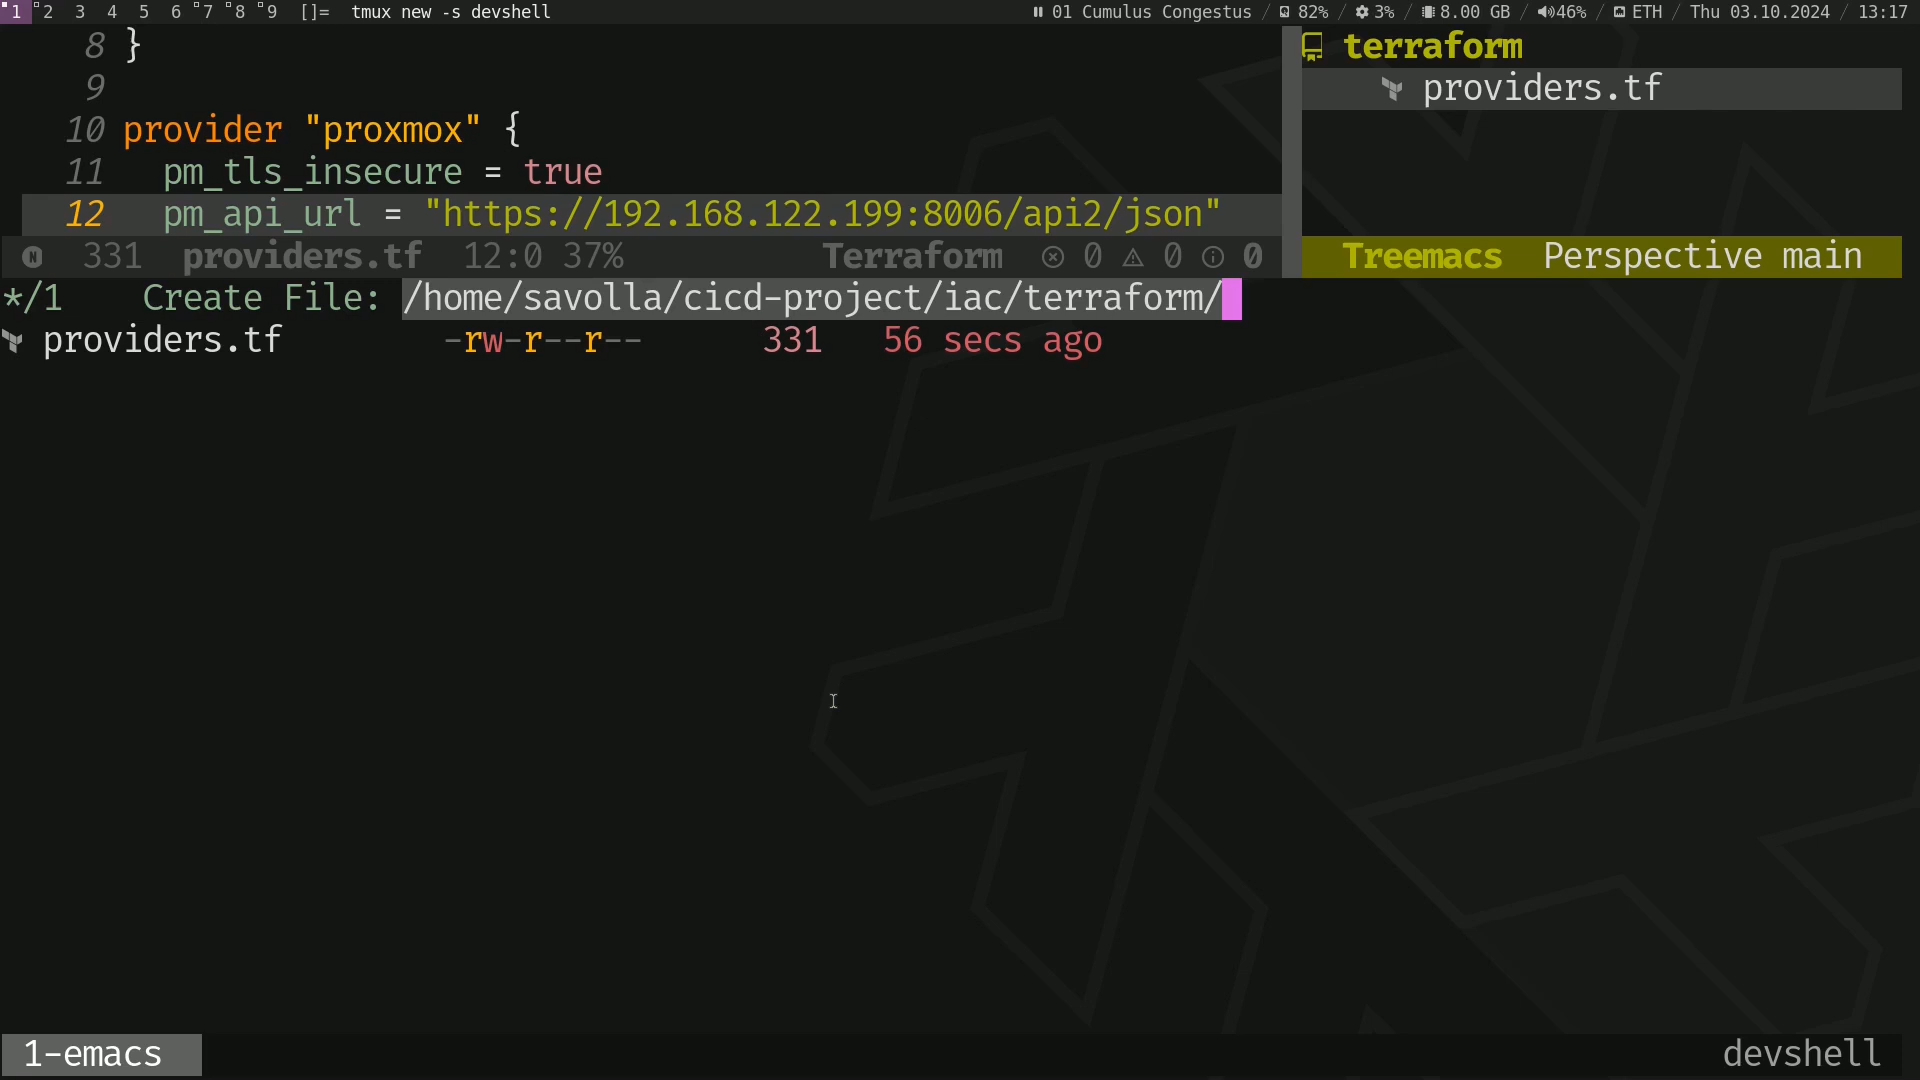 1 2 3 4 5 6 7 8 9 []= tmux new -s devshell 01 Cumulus Congestus / 82% / 3% / 8.00 GB / 46% / ETH / Thu 03.10.2024 / 13:17
8 }
9
10 provider "proxmox" {
11 pm_tls_insecure = true
12 pm_api_url = "https://192.168.122.199:8006/api2/json"
N 331 providers.tf 12:0 37% Terraform 0 0 0
terraform
providers.tf
Treemacs Perspective main
*/1 Create File: /home/savolla/cicd-project/iac/terraform/
providers.tf -rw-r--r-- 331 56 secs ago
1-emacs devshell